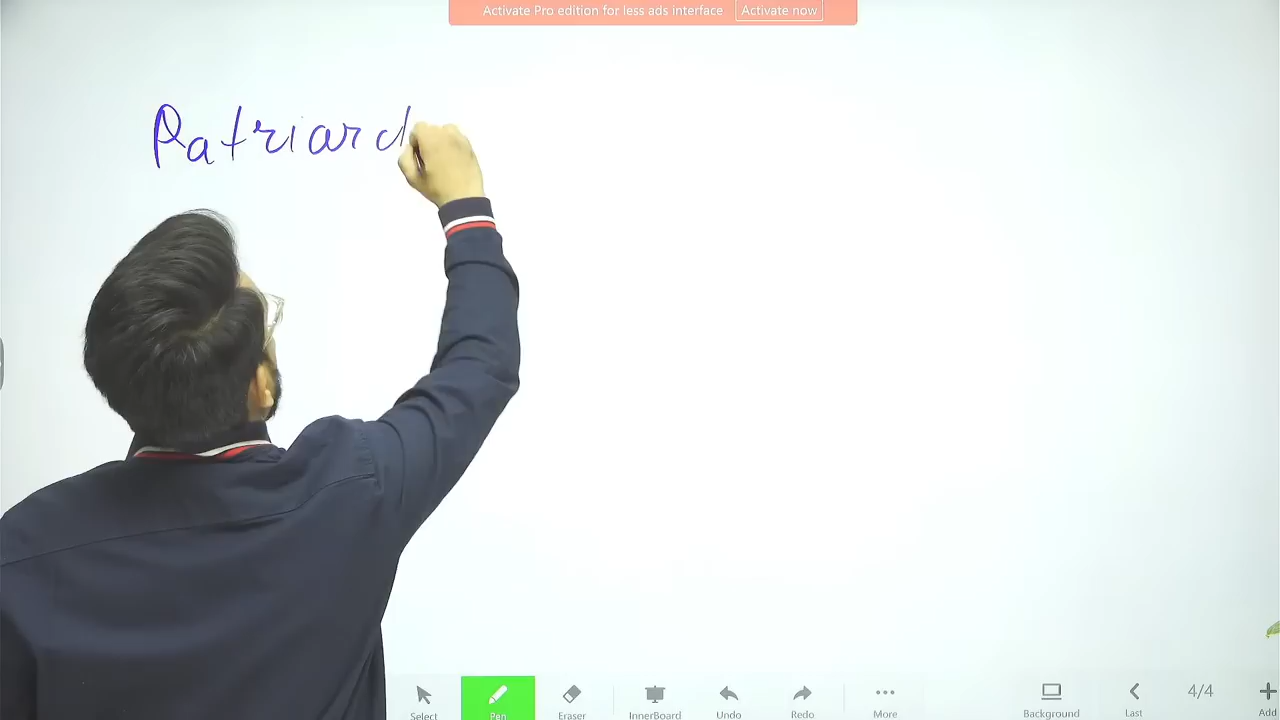 Activate Pro edition for less ads interface Activate now
Select
Pen
Eraser
InnerBoard
Undo
Redo
More
Background
Last
4/4
Add